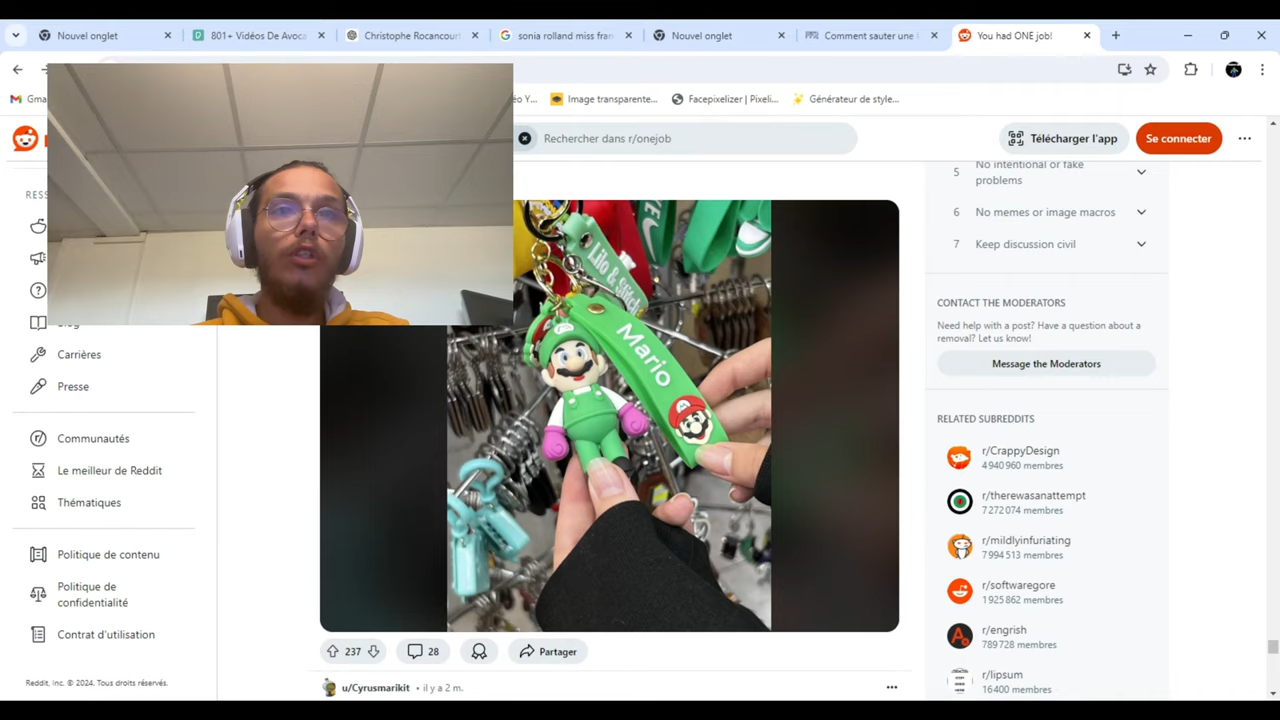 Nouvel onglet
801+ Vidéos De Avoca
Christophe Rocancourt
sonia rolland miss fran
Nouvel onglet
Comment sauter une
You had ONE job!
Gma
éo Y...
Image transparente...
Facepixelizer | Pixeli...
Générateur de style...
Rechercher dans r/onejob
Télécharger l'app
Se connecter
RESS
Carrières
Presse
Communautés
Le meilleur de Reddit
Thématiques
Politique de contenu
Politique de
confidentialité
Contrat d'utilisation
Reddit, Inc. © 2024. Tous droits réservés.
Lilo & Stitch
Mario
237
28
Partager
u/Cyrusmarikit • il y a 2 m.
5 No intentional or fake
problems
6 No memes or image macros
7 Keep discussion civil
CONTACT THE MODERATORS
Need help with a post? Have a question about a
removal? Let us know!
Message the Moderators
RELATED SUBREDDITS
r/CrappyDesign
4 940 960 membres
r/therewasanattempt
7 272 074 membres
r/mildlyinfuriating
7 994 513 membres
r/softwaregore
1 925 862 membres
r/engrish
789 728 membres
r/lipsum
16 400 membres